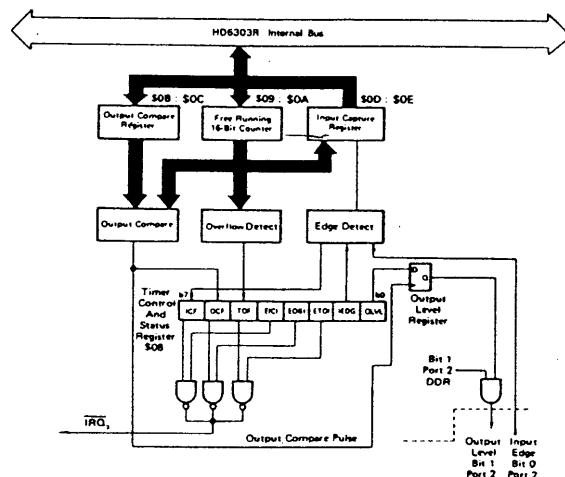 HD6303R Internal Bus
$0B : $0C
$09 : $0A
$0D : $0E
Output Compare
Register
Free Running
16-Bit Counter
Input Capture
Register
Output Compare
Overflow Detect
Edge Detect
Timer
Control
And
Status
Register
$08
b7
b0
ICF
OCF
TOF
EICI
EOCI
ETOI
IEDG
OLVL
D
Q
Output
Level
Register
Bit 1
Port 2
DDR
IRQ₂
Output Compare Pulse
Output
Level
Bit 1
Port 2
Input
Edge
Bit 0
Port 2